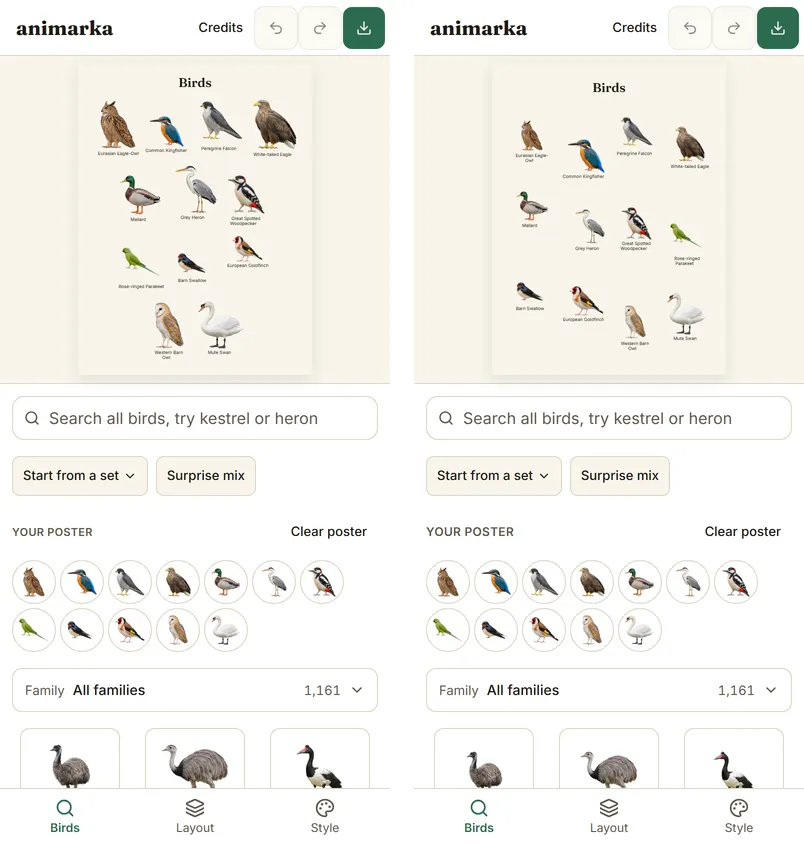 animarka
Credits
Birds
Eurasian Eagle-Owl
Common Kingfisher
Peregrine Falcon
White-tailed Eagle
Mallard
Grey Heron
Great Spotted
Woodpecker
Rose-ringed Parakeet
Barn Swallow
European Goldfinch
Western Barn
Owl
Mute Swan
Search all birds, try kestrel or heron
Start from a set
Surprise mix
YOUR POSTER
Clear poster
Family All families 1,161
Birds
Layout
Style
animarka
Credits
Birds
Eurasian Eagle-
Owl
Common Kingfisher
Peregrine Falcon
White-tailed Eagle
Mallard
Grey Heron
Great Spotted
Woodpecker
Rose-ringed
Parakeet
Barn Swallow
European Goldfinch
Western Barn
Owl
Mute Swan
Search all birds, try kestrel or heron
Start from a set
Surprise mix
YOUR POSTER
Clear poster
Family All families 1,161
Birds
Layout
Style